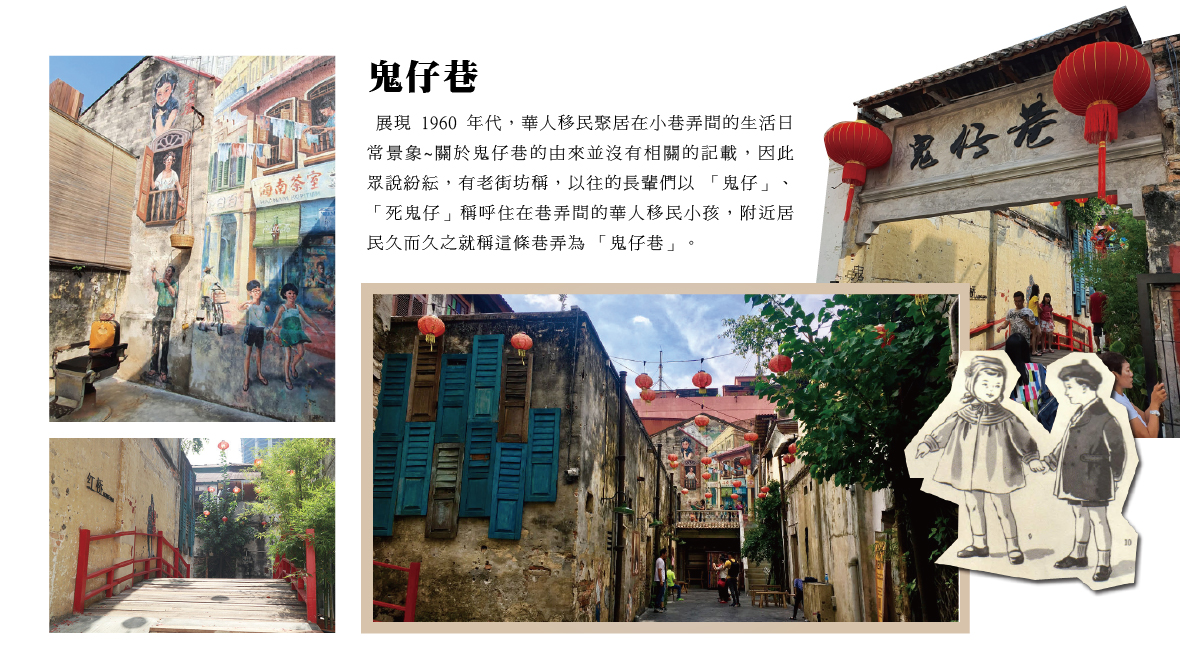 鬼仔巷
展現 1960 年代，華人移民聚居在小巷弄間的生活日
常景象~關於鬼仔巷的由來並沒有相關的記載，因此
眾說紛紜，有老街坊稱，以往的長輩們以 「鬼仔」、
「死鬼仔」稱呼住在巷弄間的華人移民小孩，附近居
民久而久之就稱這條巷弄為 「鬼仔巷」。
鬼仔巷
海南茶室
红桥
9
10